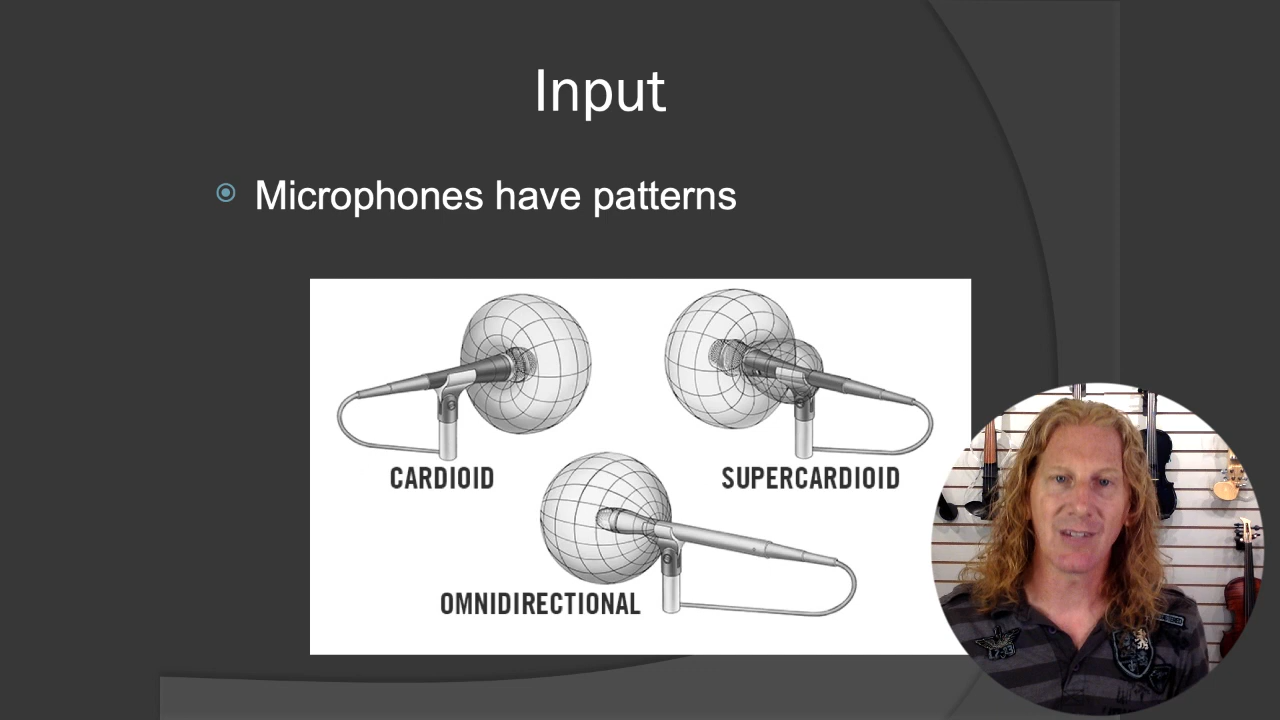 Input
Microphones have patterns
CARDIOID
SUPERCARDIOID
OMNIDIRECTIONAL